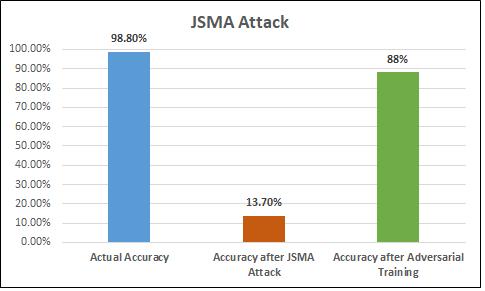 JSMA Attack
98.80%
100.00%
90.00%
88%
80.00%
70.00%
60.00%
50.00%
40.00%
30.00%
20.00%
13.70%
10.00%
0.00%
Actual Accuracy
Accuracy after JSMA
Attack
Accuracy after Adversarial
Training